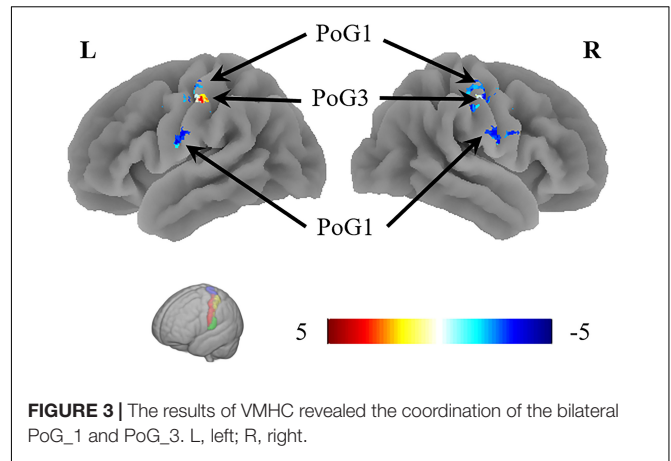 PoG1
L
R
PoG3
PoG1
5
-5
FIGURE 3 | The results of VMHC revealed the coordination of the bilateral
PoG_1 and PoG_3. L, left; R, right.